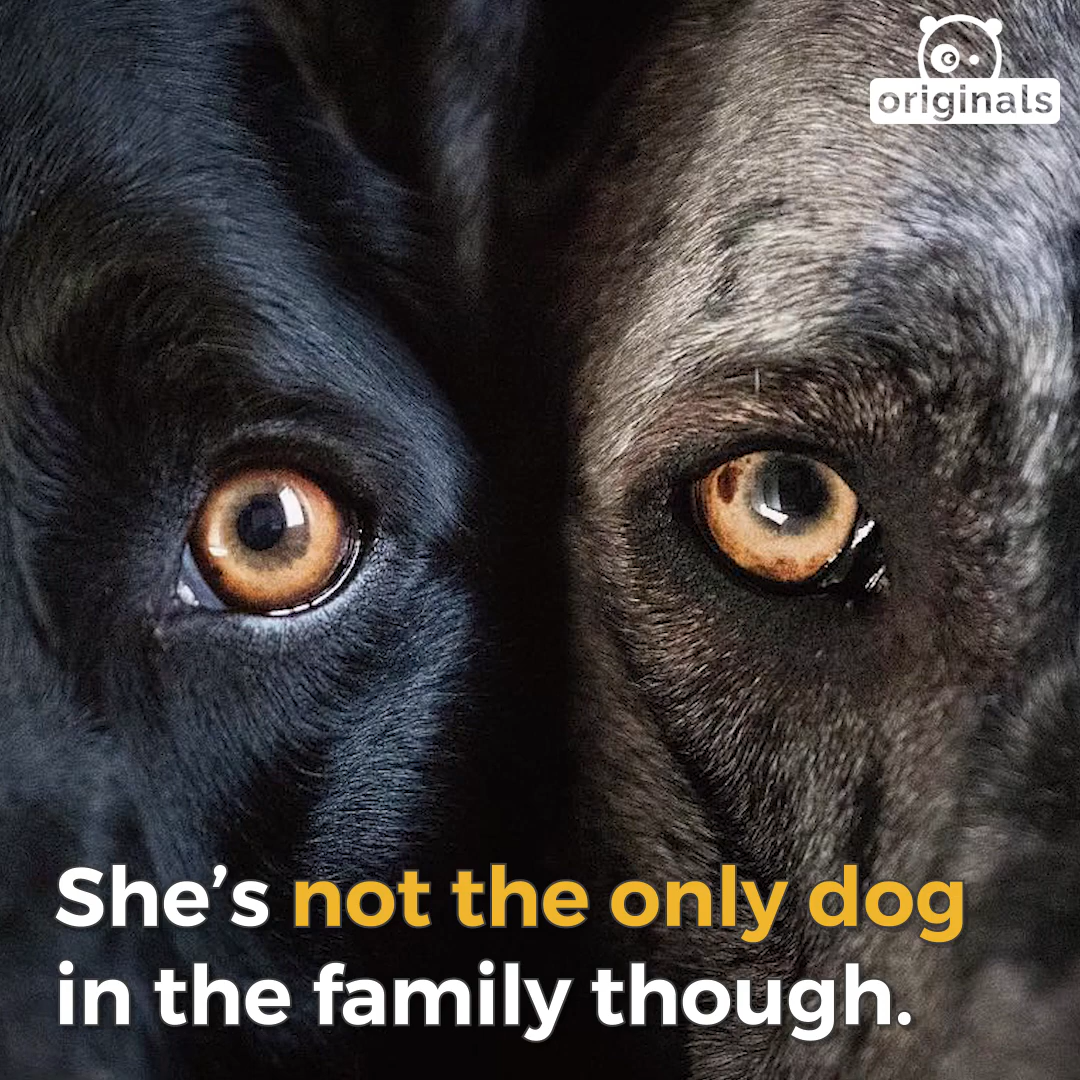 originals
She’s not the only dog
in the family though.